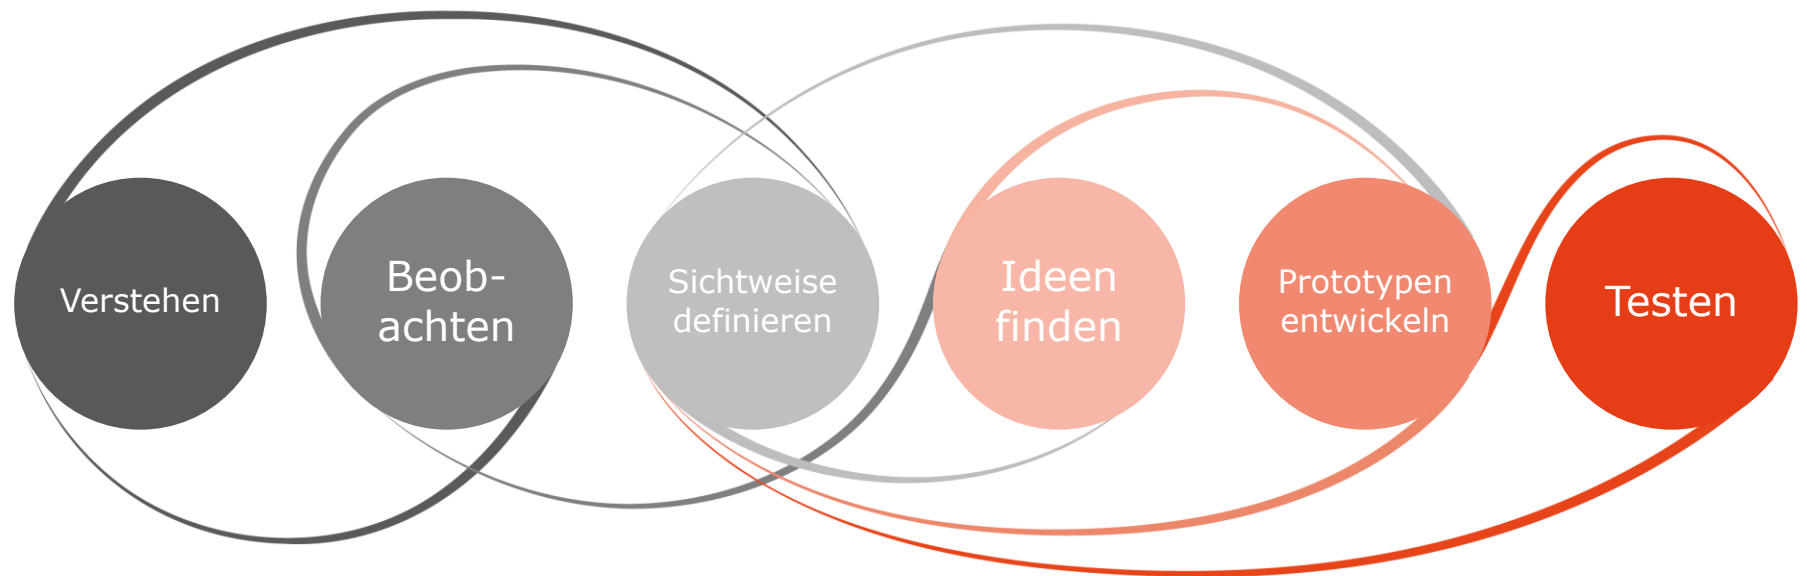 Verstehen
Beob-
achten
Sichtweise
definieren
Ideen
finden
Prototypen
entwickeln
Testen